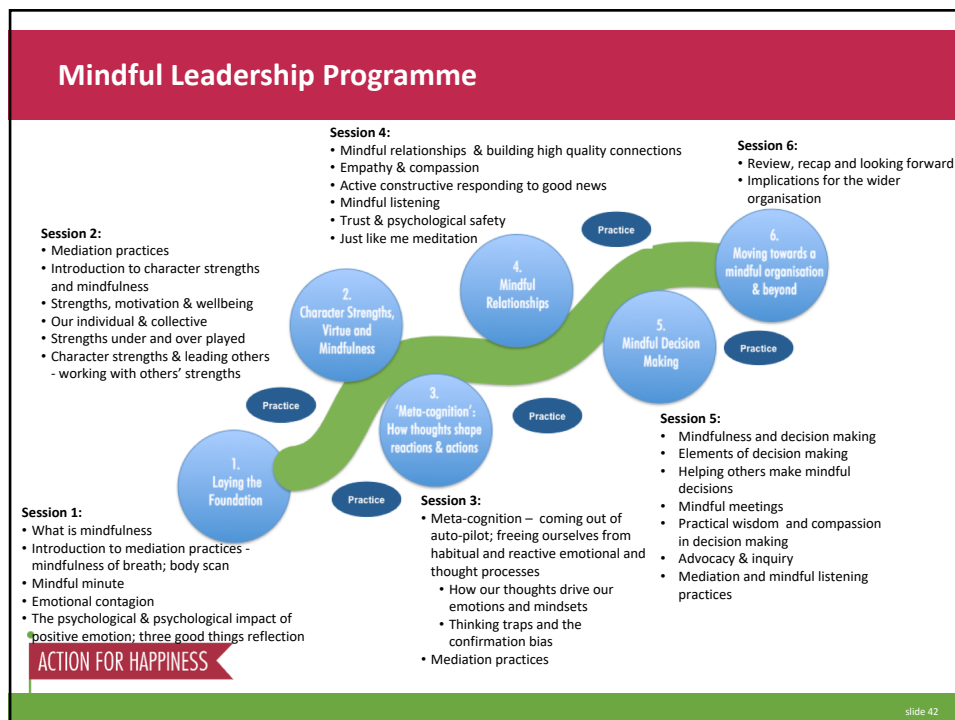 Mindful Leadership Programme
Session 4:
• Mindful relationships & building high quality connections
• Empathy & compassion
• Active constructive responding to good news
• Mindful listening
• Trust & psychological safety
• Just like me meditation
Session 6:
• Review, recap and looking forward
• Implications for the wider
organisation
Session 2:
• Mediation practices
• Introduction to character strengths
and mindfulness
• Strengths, motivation & wellbeing
• Our individual & collective
• Strengths under and over played
• Character strengths & leading others
- working with others’ strengths
Practice
6.
Moving towards a
mindful organisation
& beyond
4.
Mindful
Relationships
2.
Character Strengths,
Virtue and
Mindfulness
5.
Mindful Decision
Making
Practice
3.
'Meta-cognition':
How thoughts shape
reactions & actions
Practice
Practice
1.
Laying the
Foundation
Practice
Session 5:
• Mindfulness and decision making
• Elements of decision making
• Helping others make mindful
decisions
• Mindful meetings
• Practical wisdom and compassion
in decision making
• Advocacy & inquiry
• Mediation and mindful listening
practices
Session 3:
• Meta-cognition – coming out of
auto-pilot; freeing ourselves from
habitual and reactive emotional and
thought processes
• How our thoughts drive our
emotions and mindsets
• Thinking traps and the
confirmation bias
• Mediation practices
Session 1:
• What is mindfulness
• Introduction to mediation practices -
mindfulness of breath; body scan
• Mindful minute
• Emotional contagion
• The psychological & psychological impact of
positive emotion; three good things reflection
ACTION FOR HAPPINESS
slide 42